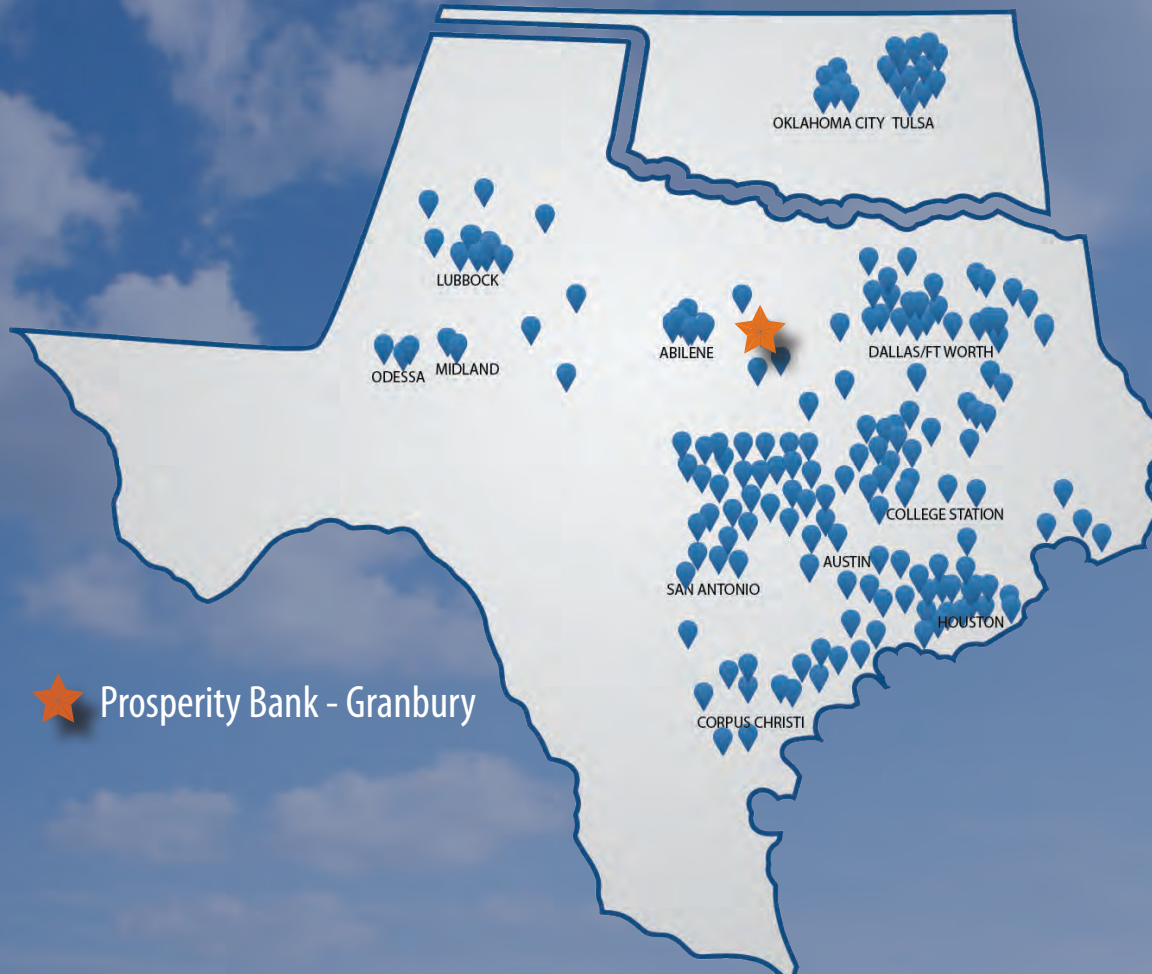 OKLAHOMA CITY TULSA
LUBBOCK
ODESSA
MIDLAND
ABILENE
DALLAS/FT WORTH
COLLEGE STATION
AUSTIN
SAN ANTONIO
HOUSTON
Prosperity Bank - Granbury
CORPUS CHRISTI